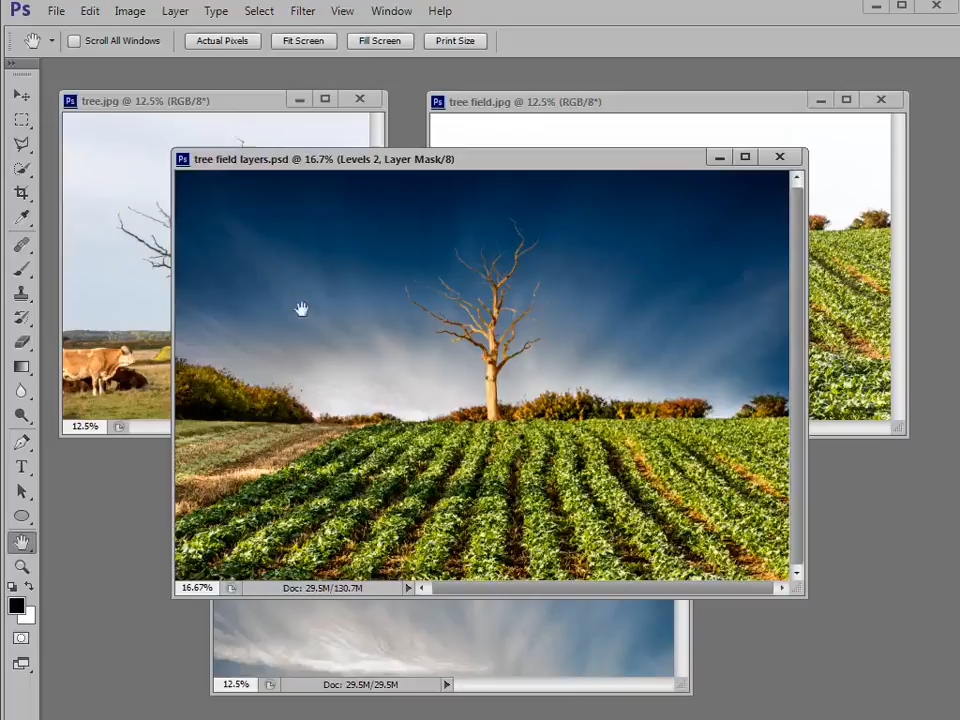 Ps File Edit Image Layer Type Select Filter View Window Help
Scroll All Windows Actual Pixels Fit Screen Fill Screen Print Size
Ps tree.jpg @ 12.5% (RGB/8*)
Ps tree field.jpg @ 12.5% (RGB/8*)
Ps tree field layers.psd @ 16.7% (Levels 2, Layer Mask/8)
12.5%
T
16.67% Doc: 29.5M/130.7M
12.5% Doc: 29.5M/29.5M